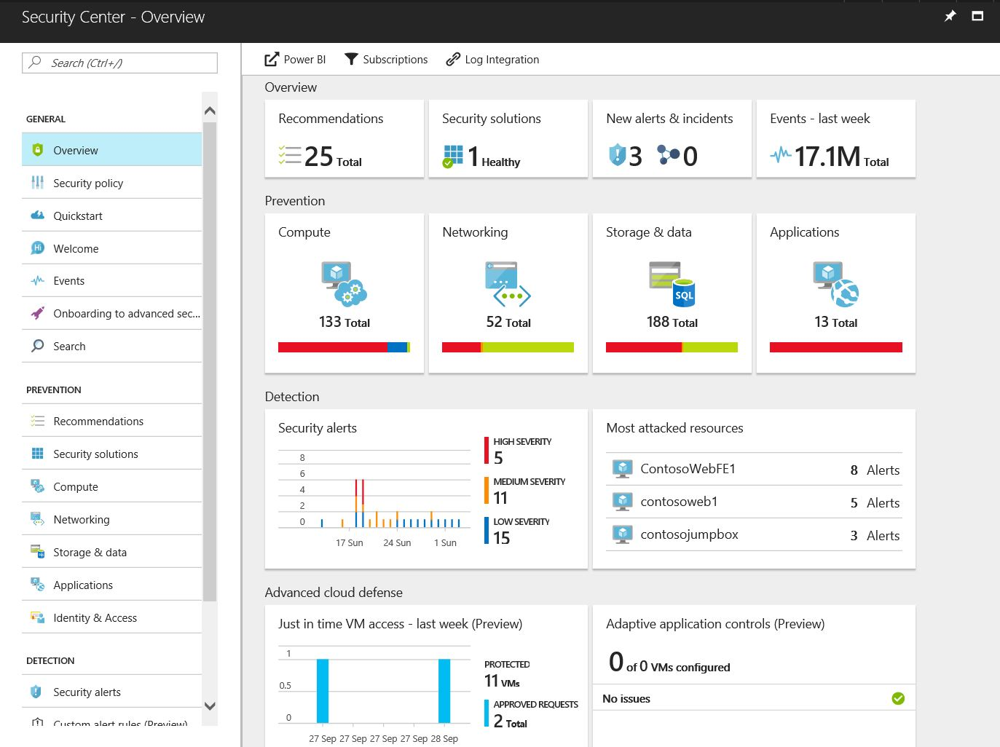 Security Center - Overview
Search (Ctrl+/)
GENERAL
Overview
Security policy
Quickstart
Hi
Welcome
Events
Onboarding to advanced sec...
Search
PREVENTION
Recommendations
Security solutions
Compute
Networking
Storage & data
Applications
Identity & Access
DETECTION
Security alerts
Custom alert rules (Preview)
Power BI
Subscriptions
Log Integration
Overview
Recommendations
25 Total
Security solutions
1 Healthy
New alerts & incidents
3
0
Events - last week
17.1M Total
Prevention
Compute
133 Total
Networking
52 Total
Storage & data
SQL
188 Total
Applications
13 Total
Detection
Security alerts
8
6
4
2
0
17 Sun
24 Sun
1 Sun
HIGH SEVERITY
5
MEDIUM SEVERITY
11
LOW SEVERITY
15
Most attacked resources
ContosoWebFE1 8 Alerts
contosoweb1 5 Alerts
contosojumpbox 3 Alerts
Advanced cloud defense
Just in time VM access - last week (Preview)
1
0.5
0
27 Sep 27 Sep 27 Sep 27 Sep 28 Sep
PROTECTED
11 VMs
APPROVED REQUESTS
2 Total
Adaptive application controls (Preview)
0 of 0 VMs configured
No issues